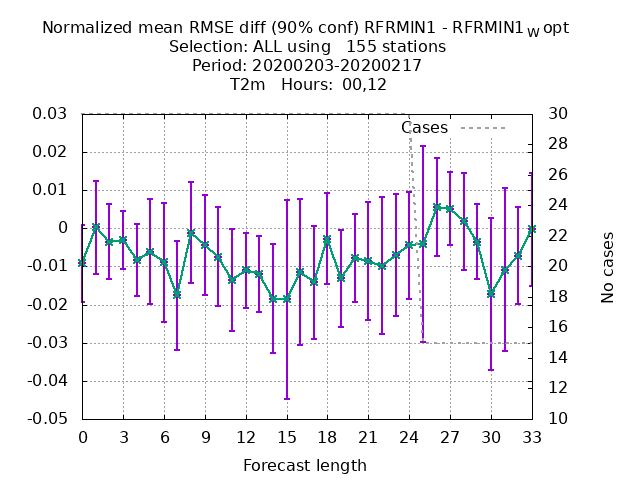 Normalized mean RMSE diff (90% conf) RFRMIN1 - RFRMIN1w opt
Selection: ALL using   155 stations
Period: 20200203-20200217
T2m   Hours:  00,12
Cases
0.03
0.02
0.01
0
-0.01
-0.02
-0.03
-0.04
-0.05
30
28
26
24
22
20
18
16
14
12
10
No cases
0 3 6 9 12 15 18 21 24 27 30 33
Forecast length